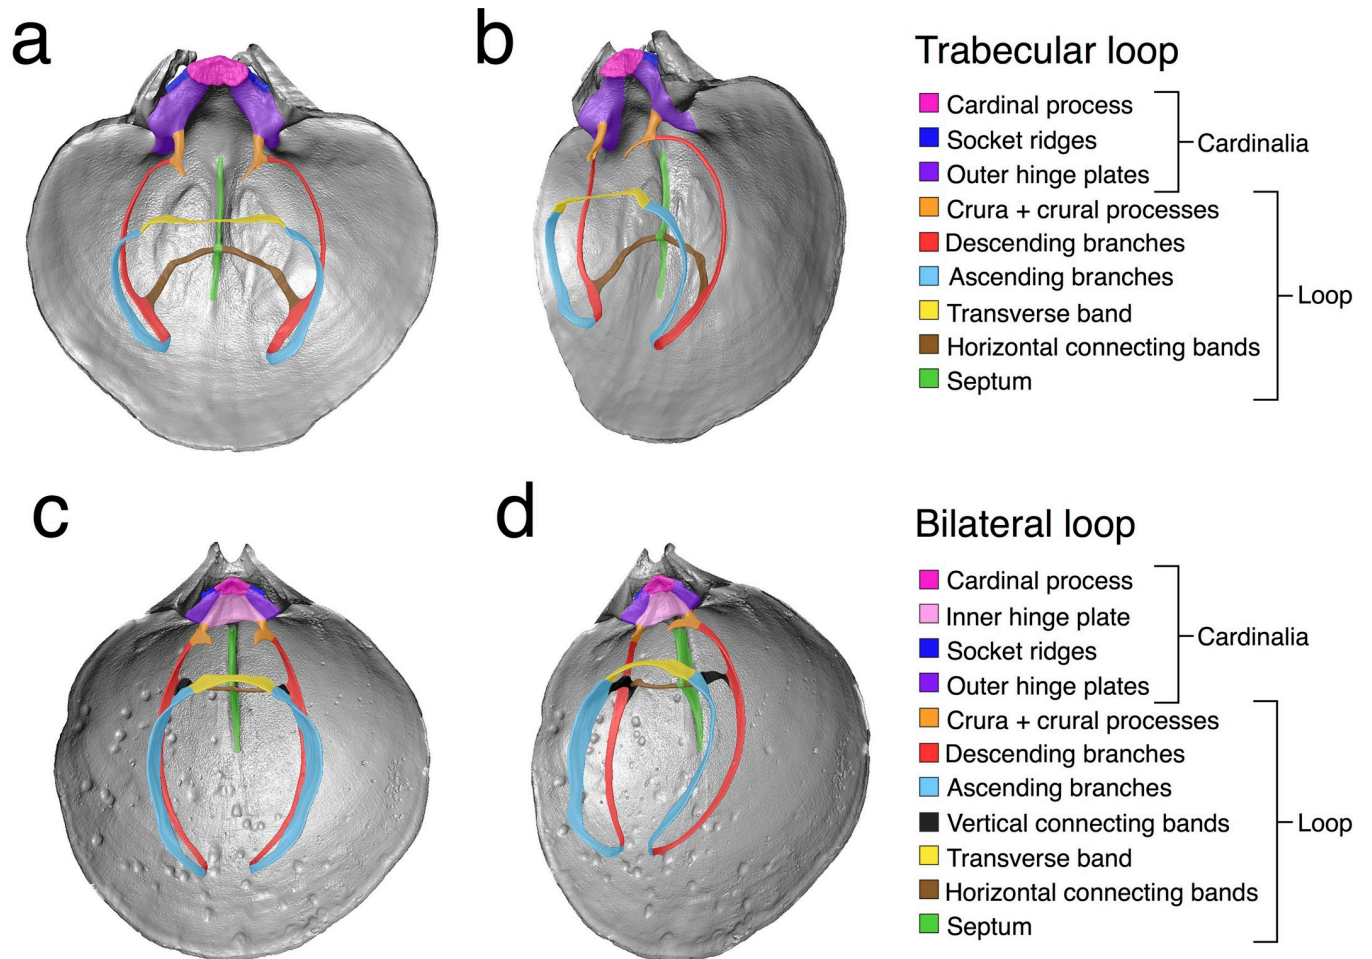 a
b
Trabecular loop
Cardinal process
Socket ridges
Cardinalia
Outer hinge plates
Crura + crural processes
Descending branches
Ascending branches
Loop
Transverse band
Horizontal connecting bands
Septum
c
d
Bilateral loop
Cardinal process
Inner hinge plate
Cardinalia
Socket ridges
Outer hinge plates
Crura + crural processes
Descending branches
Ascending branches
Vertical connecting bands
Loop
Transverse band
Horizontal connecting bands
Septum